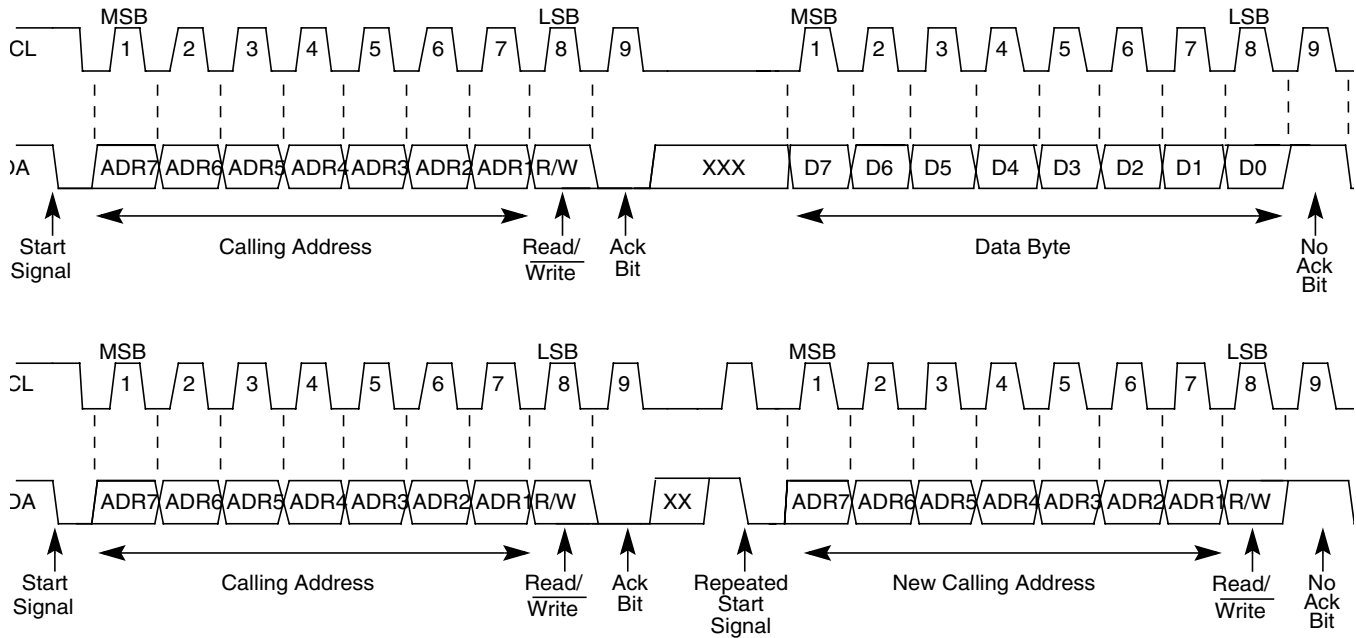 MSB LSB MSB LSB
CL 1 2 3 4 5 6 7 8 9 1 2 3 4 5 6 7 8 9
DA ADR7 ADR6 ADR5 ADR4 ADR3 ADR2 ADR1 R/W XXX D7 D6 D5 D4 D3 D2 D1 D0
Start Signal
Calling Address
Read/
Write
Ack
Bit
Data Byte
No
Ack
Bit
MSB LSB MSB LSB
CL 1 2 3 4 5 6 7 8 9 1 2 3 4 5 6 7 8 9
DA ADR7 ADR6 ADR5 ADR4 ADR3 ADR2 ADR1 R/W XX ADR7 ADR6 ADR5 ADR4 ADR3 ADR2 ADR1 R/W
Start
Signal
Calling Address
Read/
Write
Ack
Bit
Repeated
Start
Signal
New Calling Address
Read/
Write
No
Ack
Bit